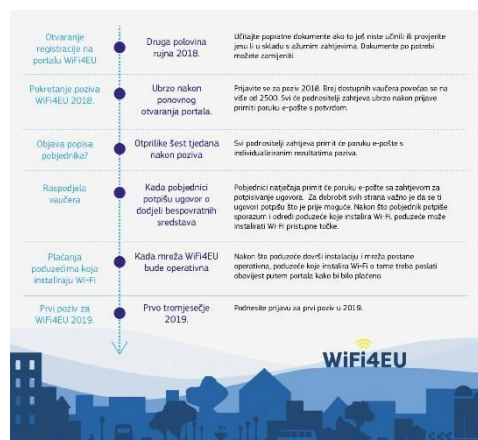 Otvaranje
registracije na
portalu WiFi4EU
Druga polovina
rujna 2018.
Učitajte popratne dokumente ako to još niste učinili ili provjerite
jesu li u skladu s ažurnim zahtjevima. Dokumente po potrebi
možete zamijeniti.
Pokretanje poziva
WiFi4EU 2018.
Ubrzo nakon
ponovnog
otvaranja portala.
Prijavite se za poziv 2018. Broj dostupnih vaučera povećao se na
više od 2500. Svi će podnositelji zahtjeva ubrzo nakon prijave
primiti paruku e-pošte s potvrdom.
Objava popisa
pobjednika?
Otprilike šest tjedana
nakon poziva
Svi podnositelji zahtjeva primit će paruku e-pošte s
individualiziranim rezultatima poziva.
Raspodjela
vaučera
Kada pobjednici
potpišu ugovor o
dodjeli bespovratnih
sredstava
Pobjednici natječaja primit će paruku e-pošte sa zahtjevom za
potpisivanje ugovora. Za dobrobit svih strana važno je da se ti
ugovori potpišu što je prije moguće. Nakon što pobjednik potpiše
sporazum i odredi poduzeće koje instalira Wi-Fi, poduzeće može
instalirati Wi-Fi pristupne točke.
Plaćanja
poduzećima koja
instaliraju Wi-Fi
Kada mreža WiFi4EU
bude operativna
Nakon što poduzeće dovrši instalaciju i mreža postane
operativna, poduzeće koje instalira Wi-Fi o tome treba poslati
obavijest putem portala kako bi bilo plaćeno.
Prvi poziv za
WiFi4EU 2019.
Prvo tromjesečje
2019.
Podnesite prijavu za prvi poziv u 2019.
WiFi4EU